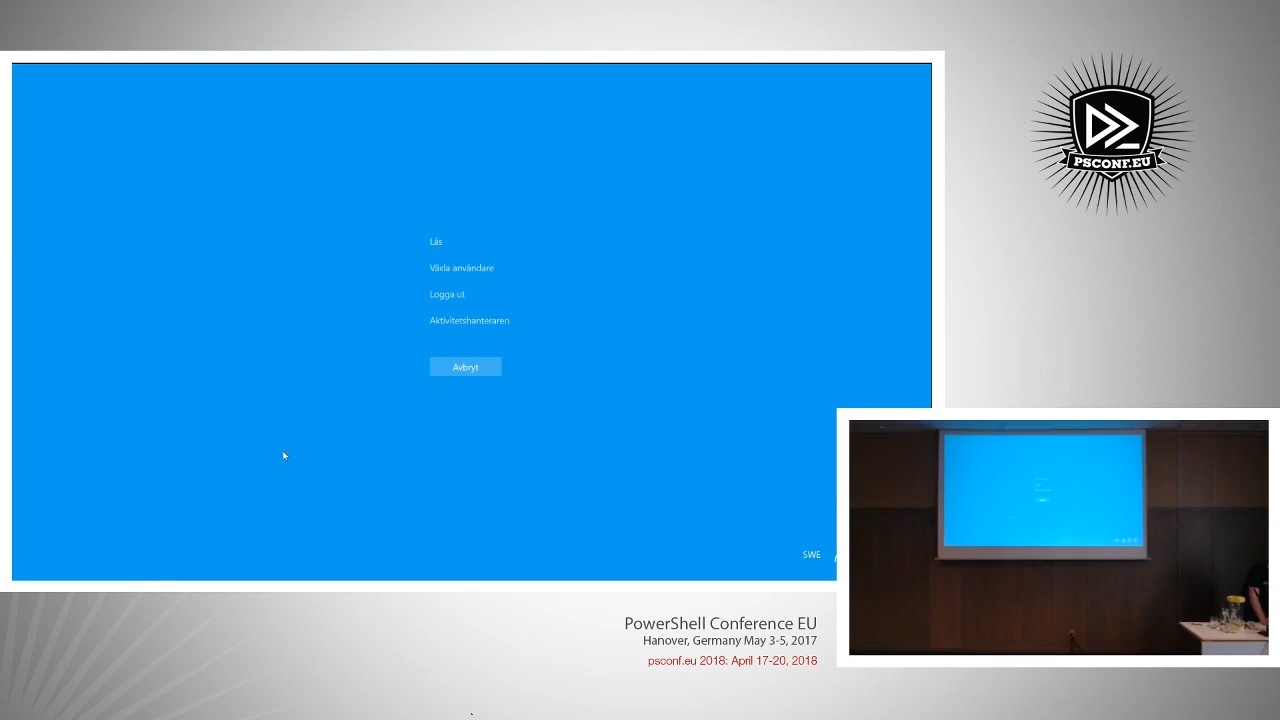 Lås
Växla användare
Logga ut
Aktivitetshanteraren
Avbryt
SWE
PSCONF.EU
PowerShell Conference EU
Hanover, Germany May 3-5, 2017
psconf.eu 2018: April 17-20, 2018